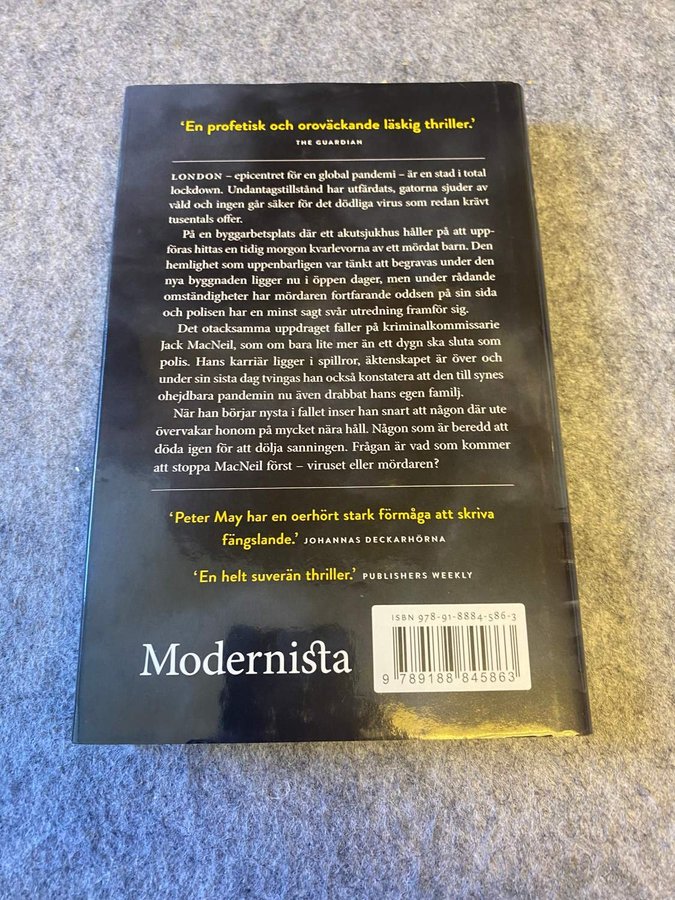 ‘En profetisk och oroväckande läskig thriller.’
THE GUARDIAN
LONDON – epicentret för en global pandemi – är en stad i total
lockdown. Undantagstillstånd har utfärdats, gatorna sjuder av
våld och ingen går säker för det dödliga virus som redan krävt
tusentals offer.
På en byggarbetsplats där ett akutsjukhus håller på att upp-
föras hittas en tidig morgon kvarlevorna av ett mördat barn. Den
hemlighet som uppenbarligen var tänkt att begravas under den
nya byggnaden ligger nu i öppen dager, men under rådande
omständigheter har mördaren fortfarande oddsen på sin sida
och polisen har en minst sagt svår utredning framför sig.
Det otacksamma uppdraget faller på kriminalkommissarie
Jack MacNeil, som om bara lite mer än ett dygn ska sluta som
polis. Hans karriär ligger i spillror, äktenskapet är över och
under sin sista dag tvingas han också konstatera att den till synes
ohejdbara pandemin nu även drabbat hans egen familj.
När han börjar nysta i fallet inser han snart att någon där ute
övervakar honom på mycket nära håll. Någon som är beredd att
döda igen för att dölja sanningen. Frågan är vad som kommer
att stoppa MacNeil först – viruset eller mördaren?
‘Peter May har en oerhört stark förmåga att skriva
fängslande.’ JOHANNAS DECKARHÖRNA
‘En helt suverän thriller.’ PUBLISHERS WEEKLY
ISBN 978-91-8884-586-3
Modernista
9 789188 845863